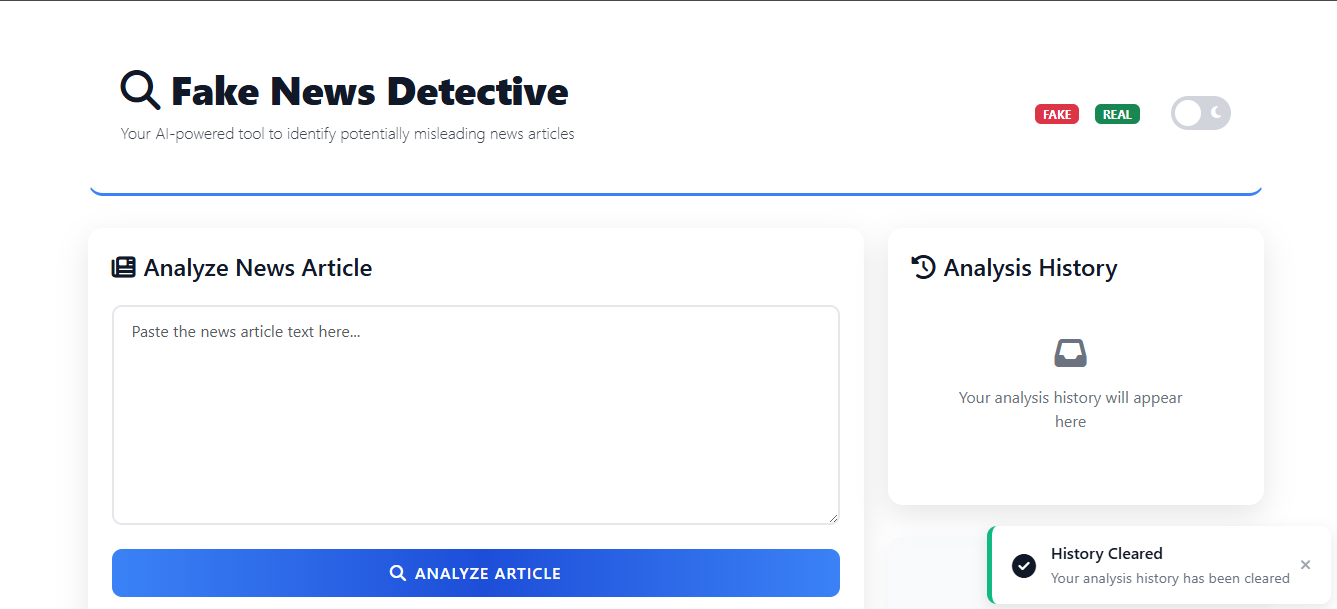 Fake News Detective
Your AI-powered tool to identify potentially misleading news articles
FAKE
REAL
Analyze News Article
Paste the news article text here...
ANALYZE ARTICLE
Analysis History
Your analysis history will appear
here
History Cleared
Your analysis history has been cleared